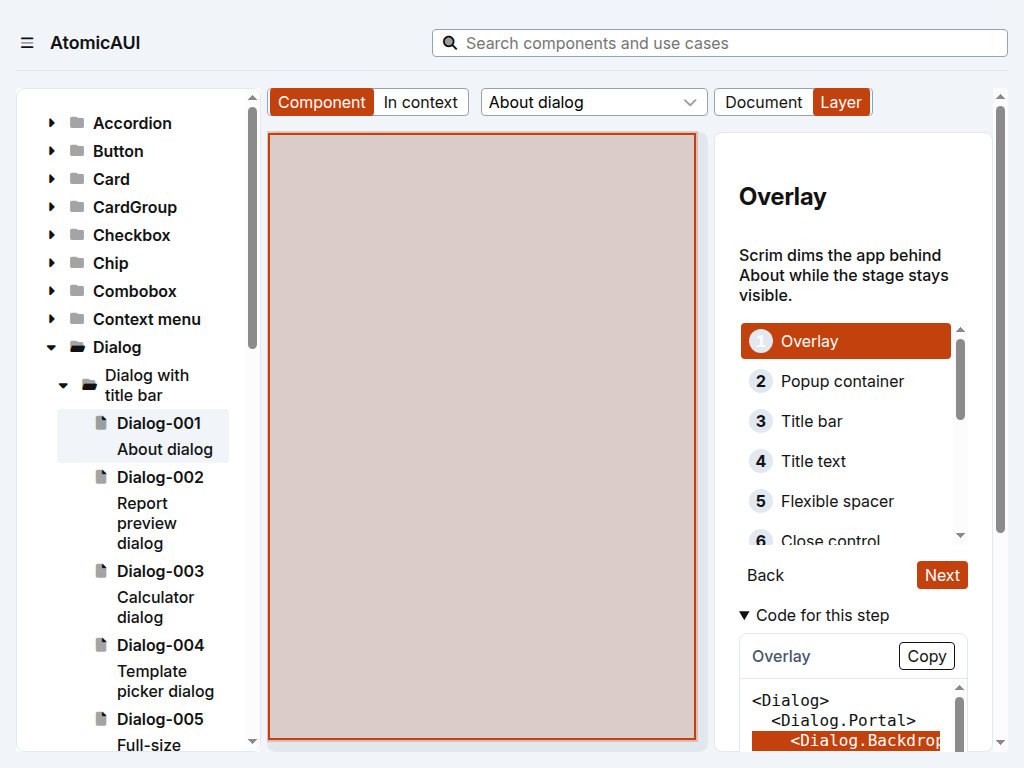 AtomicAUI
Search components and use cases
Accordion
Button
Card
CardGroup
Checkbox
Chip
Combobox
Context menu
Dialog
Dialog with
title bar
Dialog-001
About dialog
Dialog-002
Report
preview
dialog
Dialog-003
Calculator
dialog
Dialog-004
Template
picker dialog
Dialog-005
Full-size
Component
In context
About dialog
Document
Layer
Overlay
Scrim dims the app behind
About while the stage stays
visible.
1 Overlay
2 Popup container
3 Title bar
4 Title text
5 Flexible spacer
6 Close control
Back
Next
Code for this step
Overlay
Copy
<Dialog>
<Dialog.Portal>
<Dialog.Backdrop